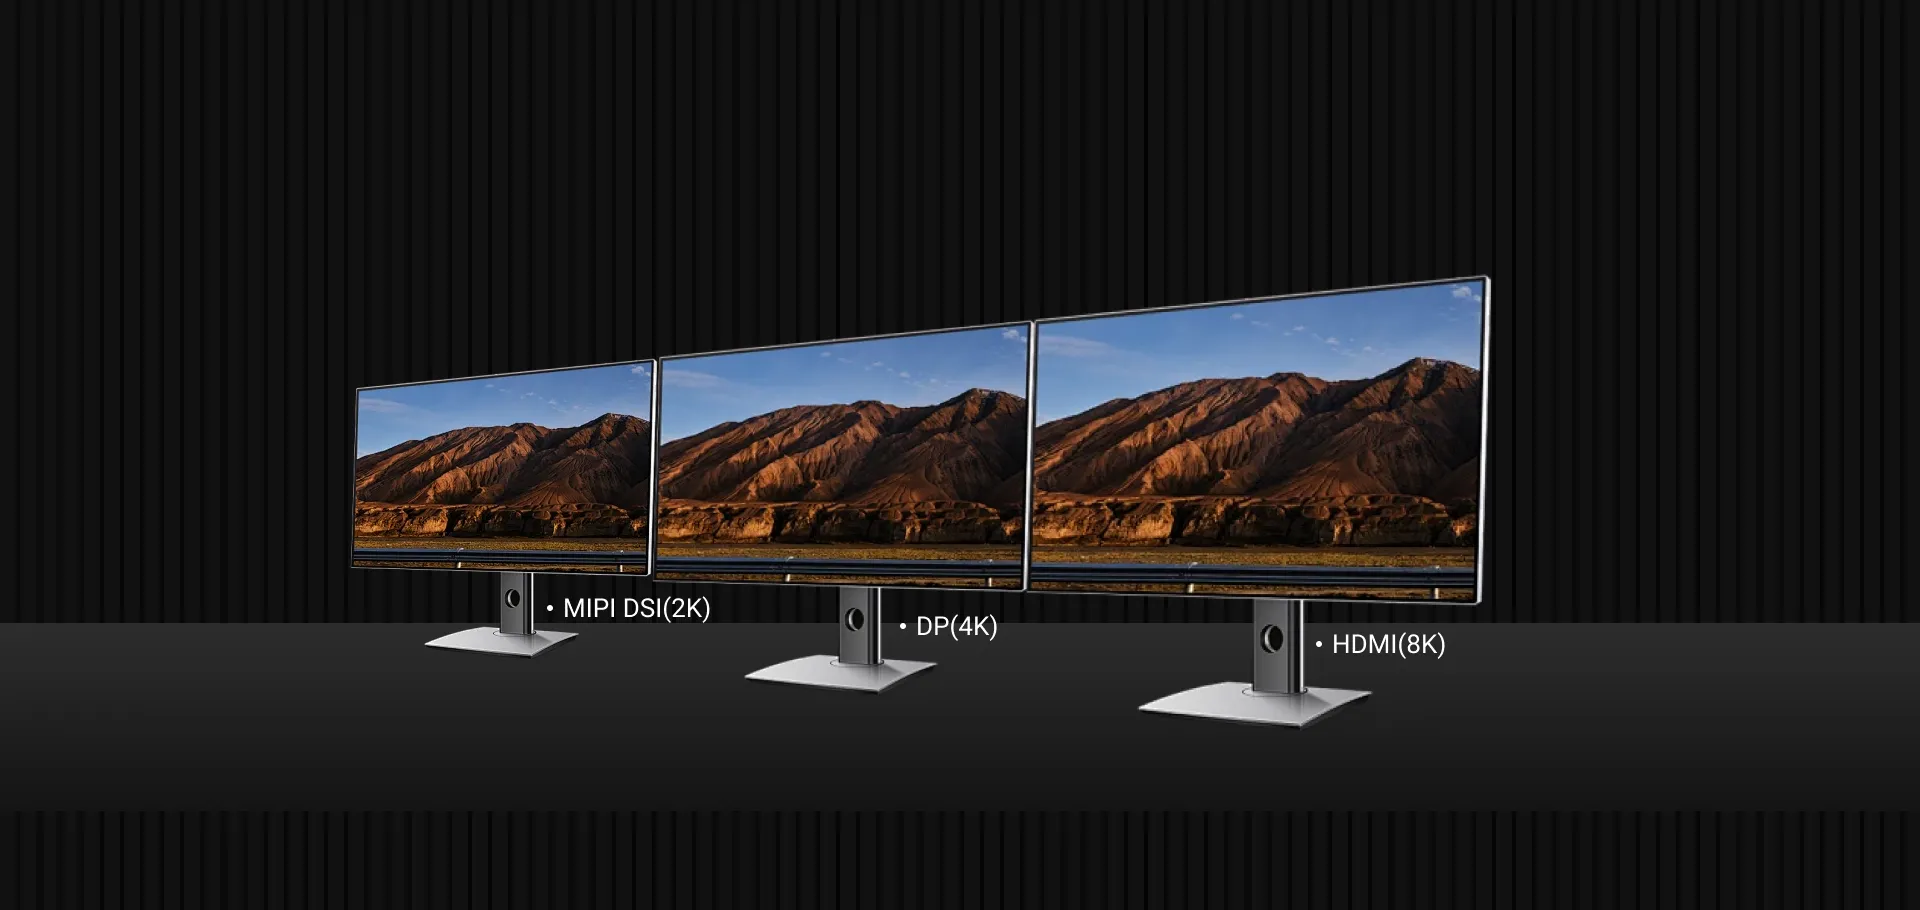 • MIPI DSI(2K)
• DP(4K)
• HDMI(8K)